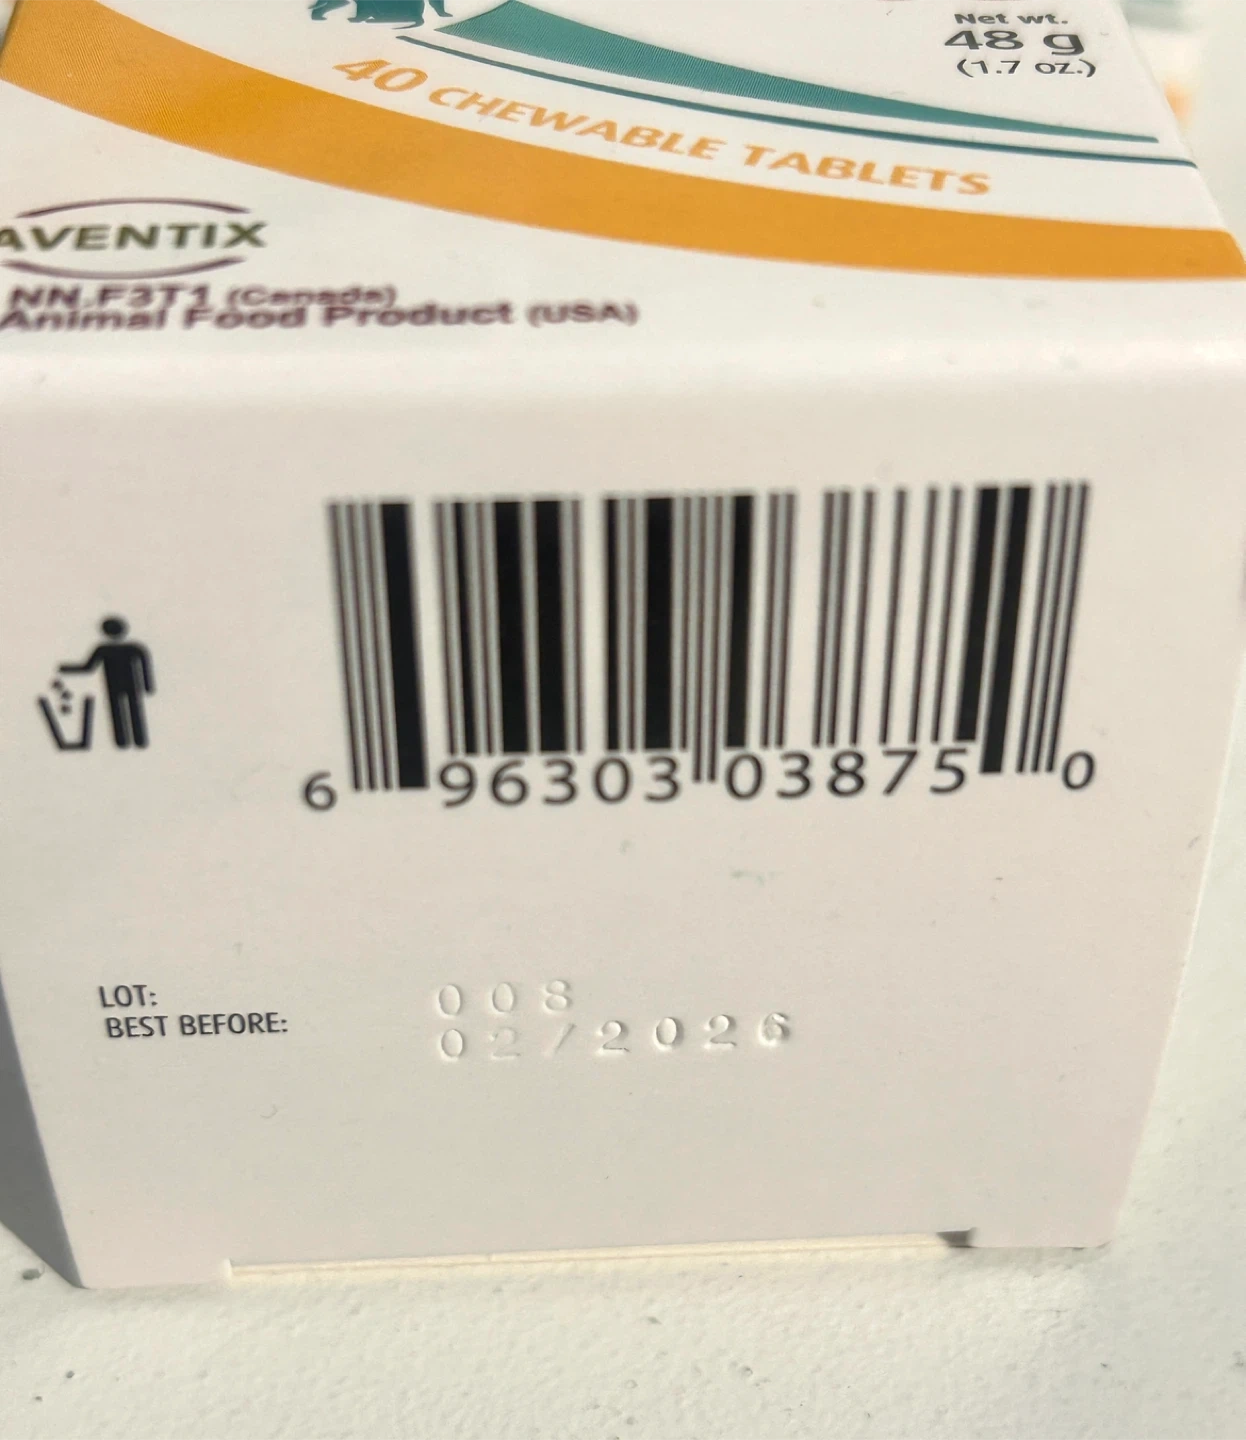 Net wt.
48 g
(1.7 oz.)
40 CHEWABLE TABLETS
AVENTIX
NN.F3T1 (Canada)
Animal Food Product (USA)
6 96303 03875 0
LOT: 008
BEST BEFORE: 02/2026